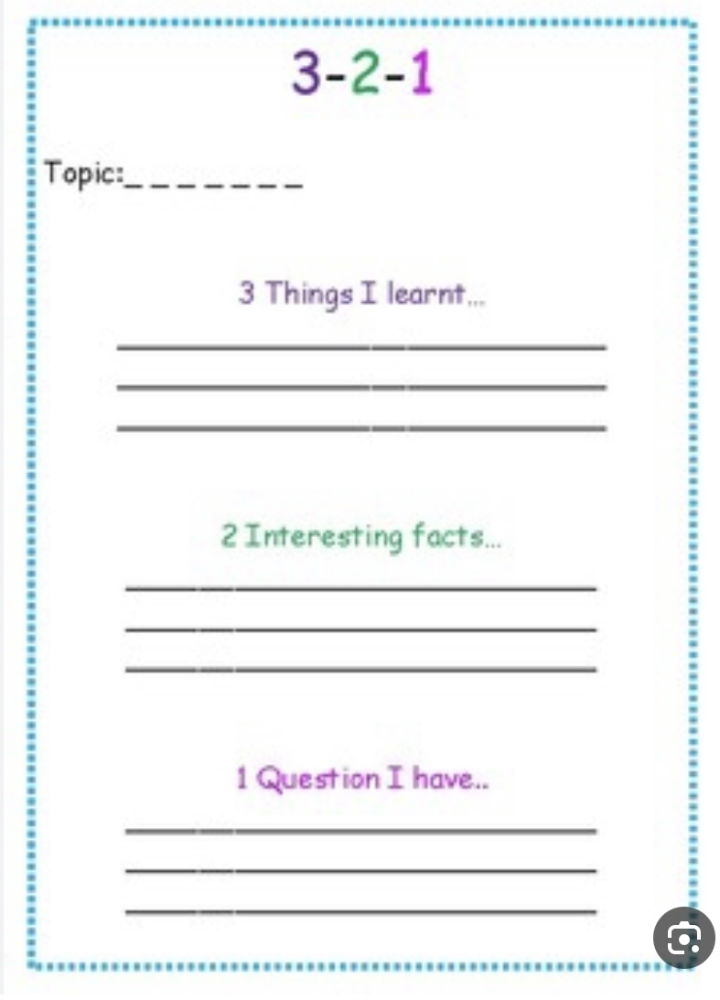 3-2-1
Topic:_ _ _ _ _ _ _
3 Things I learnt...
2 Interesting facts...
1 Question I have..